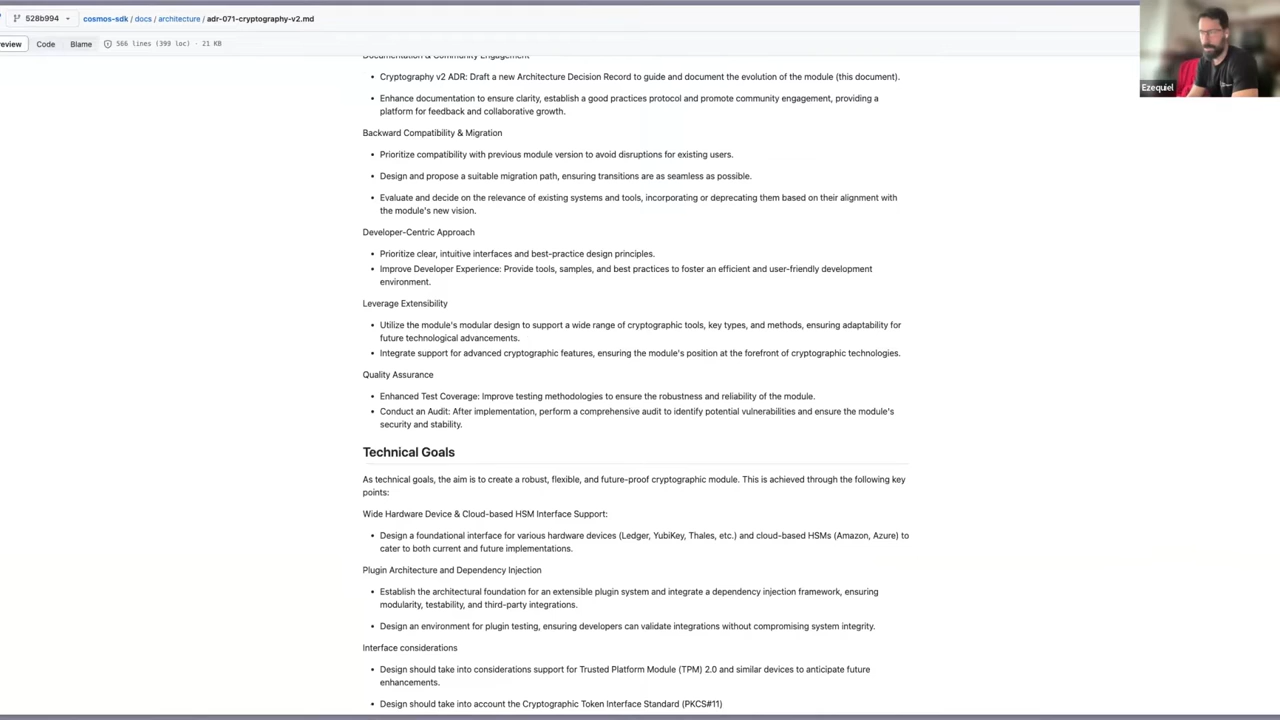 528b994
cosmos-sdk / docs / architecture / adr-071-cryptography-v2.md
review
Code
Blame
566 lines (399 loc) · 21 KB
Documentation & Community Engagement
• Cryptography v2 ADR: Draft a new Architecture Decision Record to guide and document the evolution of the module (this document).
• Enhance documentation to ensure clarity, establish a good practices protocol and promote community engagement, providing a
platform for feedback and collaborative growth.
Backward Compatibility & Migration
• Prioritize compatibility with previous module version to avoid disruptions for existing users.
• Design and propose a suitable migration path, ensuring transitions are as seamless as possible.
• Evaluate and decide on the relevance of existing systems and tools, incorporating or deprecating them based on their alignment with
the module's new vision.
Developer-Centric Approach
• Prioritize clear, intuitive interfaces and best-practice design principles.
• Improve Developer Experience: Provide tools, samples, and best practices to foster an efficient and user-friendly development
environment.
Leverage Extensibility
• Utilize the module's modular design to support a wide range of cryptographic tools, key types, and methods, ensuring adaptability for
future technological advancements.
• Integrate support for advanced cryptographic features, ensuring the module's position at the forefront of cryptographic technologies.
Quality Assurance
• Enhanced Test Coverage: Improve testing methodologies to ensure the robustness and reliability of the module.
• Conduct an Audit: After implementation, perform a comprehensive audit to identify potential vulnerabilities and ensure the module's
security and stability.
Technical Goals
As technical goals, the aim is to create a robust, flexible, and future-proof cryptographic module. This is achieved through the following key
points:
Wide Hardware Device & Cloud-based HSM Interface Support:
• Design a foundational interface for various hardware devices (Ledger, YubiKey, Thales, etc.) and cloud-based HSMs (Amazon, Azure) to
cater to both current and future implementations.
Plugin Architecture and Dependency Injection
• Establish the architectural foundation for an extensible plugin system and integrate a dependency injection framework, ensuring
modularity, testability, and third-party integrations.
• Design an environment for plugin testing, ensuring developers can validate integrations without compromising system integrity.
Interface considerations
• Design should take into considerations support for Trusted Platform Module (TPM) 2.0 and similar devices to anticipate future
enhancements.
• Design should take into account the Cryptographic Token Interface Standard (PKCS#11)
Ezequiel